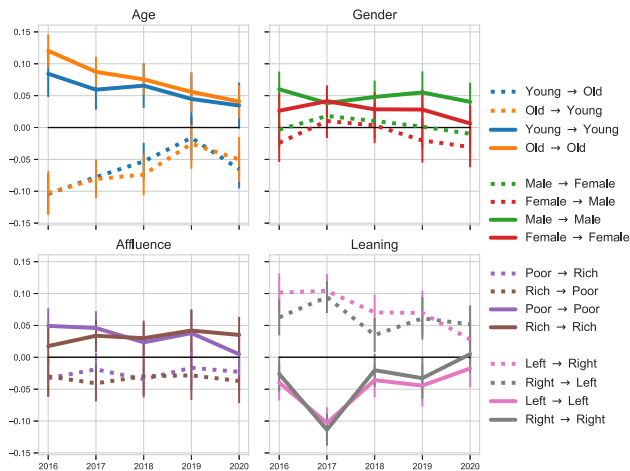 Age
Gender
0.15
0.10
0.05
0.00
−0.05
−0.10
−0.15
Young → Old
Old → Young
Young → Young
Old → Old
Male → Female
Female → Male
Male → Male
Female → Female
Affluence
Leaning
0.15
0.10
0.05
0.00
−0.05
−0.10
−0.15
2016 2017 2018 2019 2020
2016 2017 2018 2019 2020
Poor → Rich
Rich → Poor
Poor → Poor
Rich → Rich
Left → Right
Right → Left
Left → Left
Right → Right